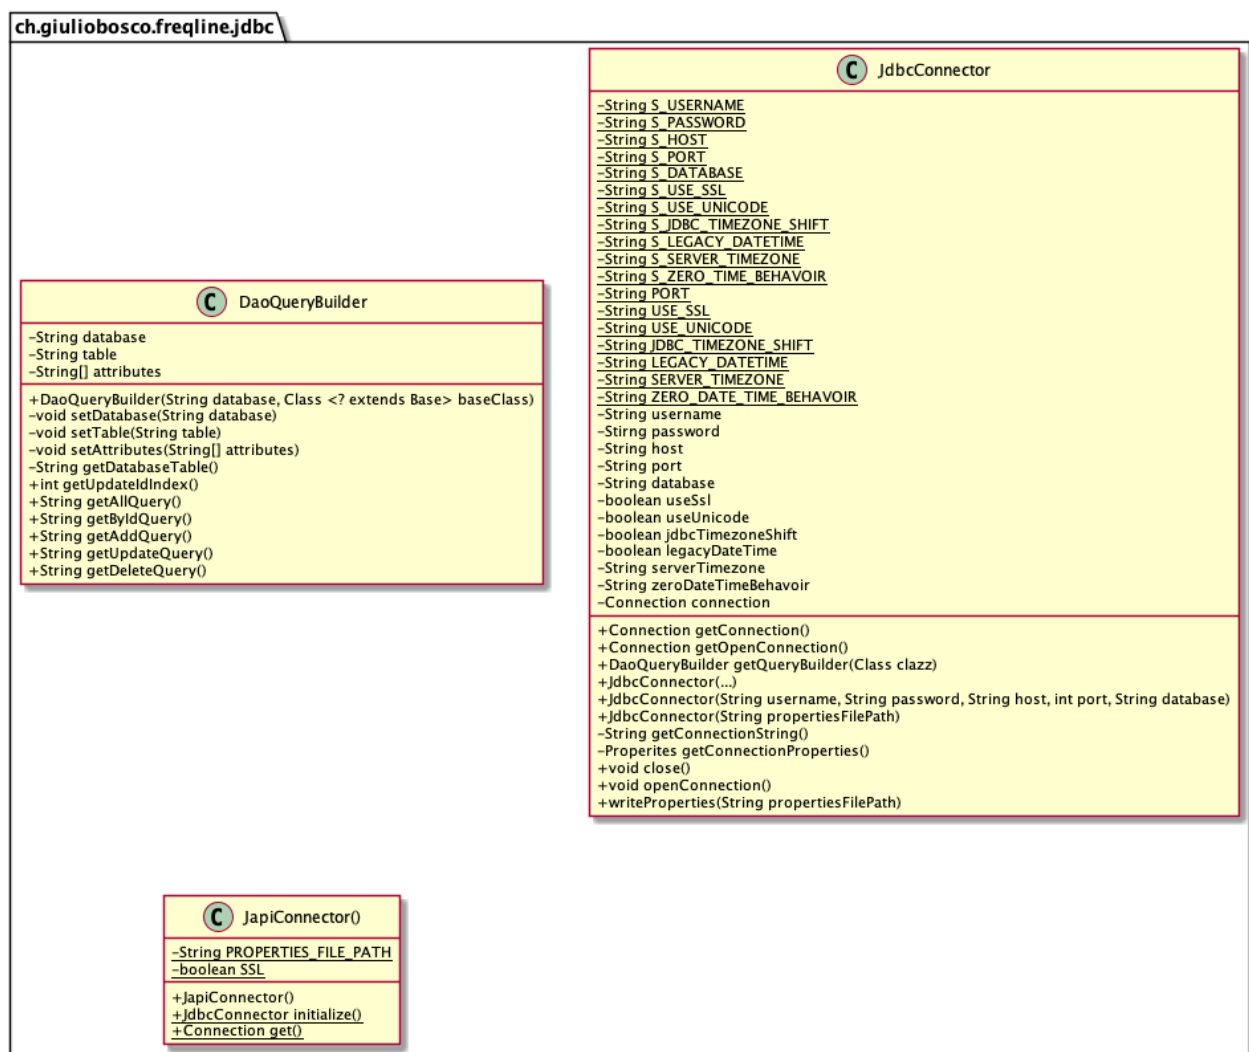 ch.giuliobosco.freqline.jdbc
C JdbcConnector
-String S_USERNAME
-String S_PASSWORD
-String S_HOST
-String S_PORT
-String S_DATABASE
-String S_USE_SSL
-String S_USE_UNICODE
-String S_JDBC_TIMEZONE_SHIFT
-String S_LEGACY_DATETIME
-String S_SERVER_TIMEZONE
-String S_ZERO_TIME_BEHAVOIR
-String PORT
-String USE_SSL
-String USE_UNICODE
-String JDBC_TIMEZONE_SHIFT
-String LEGACY_DATETIME
-String SERVER_TIMEZONE
-String ZERO_DATE_TIME_BEHAVOIR
-String username
-Stirng password
-String host
-String port
-String database
-boolean useSsl
-boolean useUnicode
-boolean jdbcTimezoneShift
-boolean legacyDateTime
-String serverTimezone
-String zeroDateTimeBehavoir
-Connection connection
+Connection getConnection()
+Connection getOpenConnection()
+DaoQueryBuilder getQueryBuilder(Class clazz)
+JdbcConnector(...)
+JdbcConnector(String username, String password, String host, int port, String database)
+JdbcConnector(String propertiesFilePath)
-String getConnectionString()
-Properites getConnectionProperties()
+void close()
+void openConnection()
+writeProperties(String propertiesFilePath)
C DaoQueryBuilder
-String database
-String table
-String[] attributes
+DaoQueryBuilder(String database, Class <? extends Base> baseClass)
-void setDatabase(String database)
-void setTable(String table)
-void setAttributes(String[] attributes)
-String getDatabaseTable()
+int getUpdateIdIndex()
+String getAllQuery()
+String getByIdQuery()
+String getAddQuery()
+String getUpdateQuery()
+String getDeleteQuery()
C JapiConnector()
-String PROPERTIES_FILE_PATH
-boolean SSL
+JapiConnector()
+JdbcConnector initialize()
+Connection get()